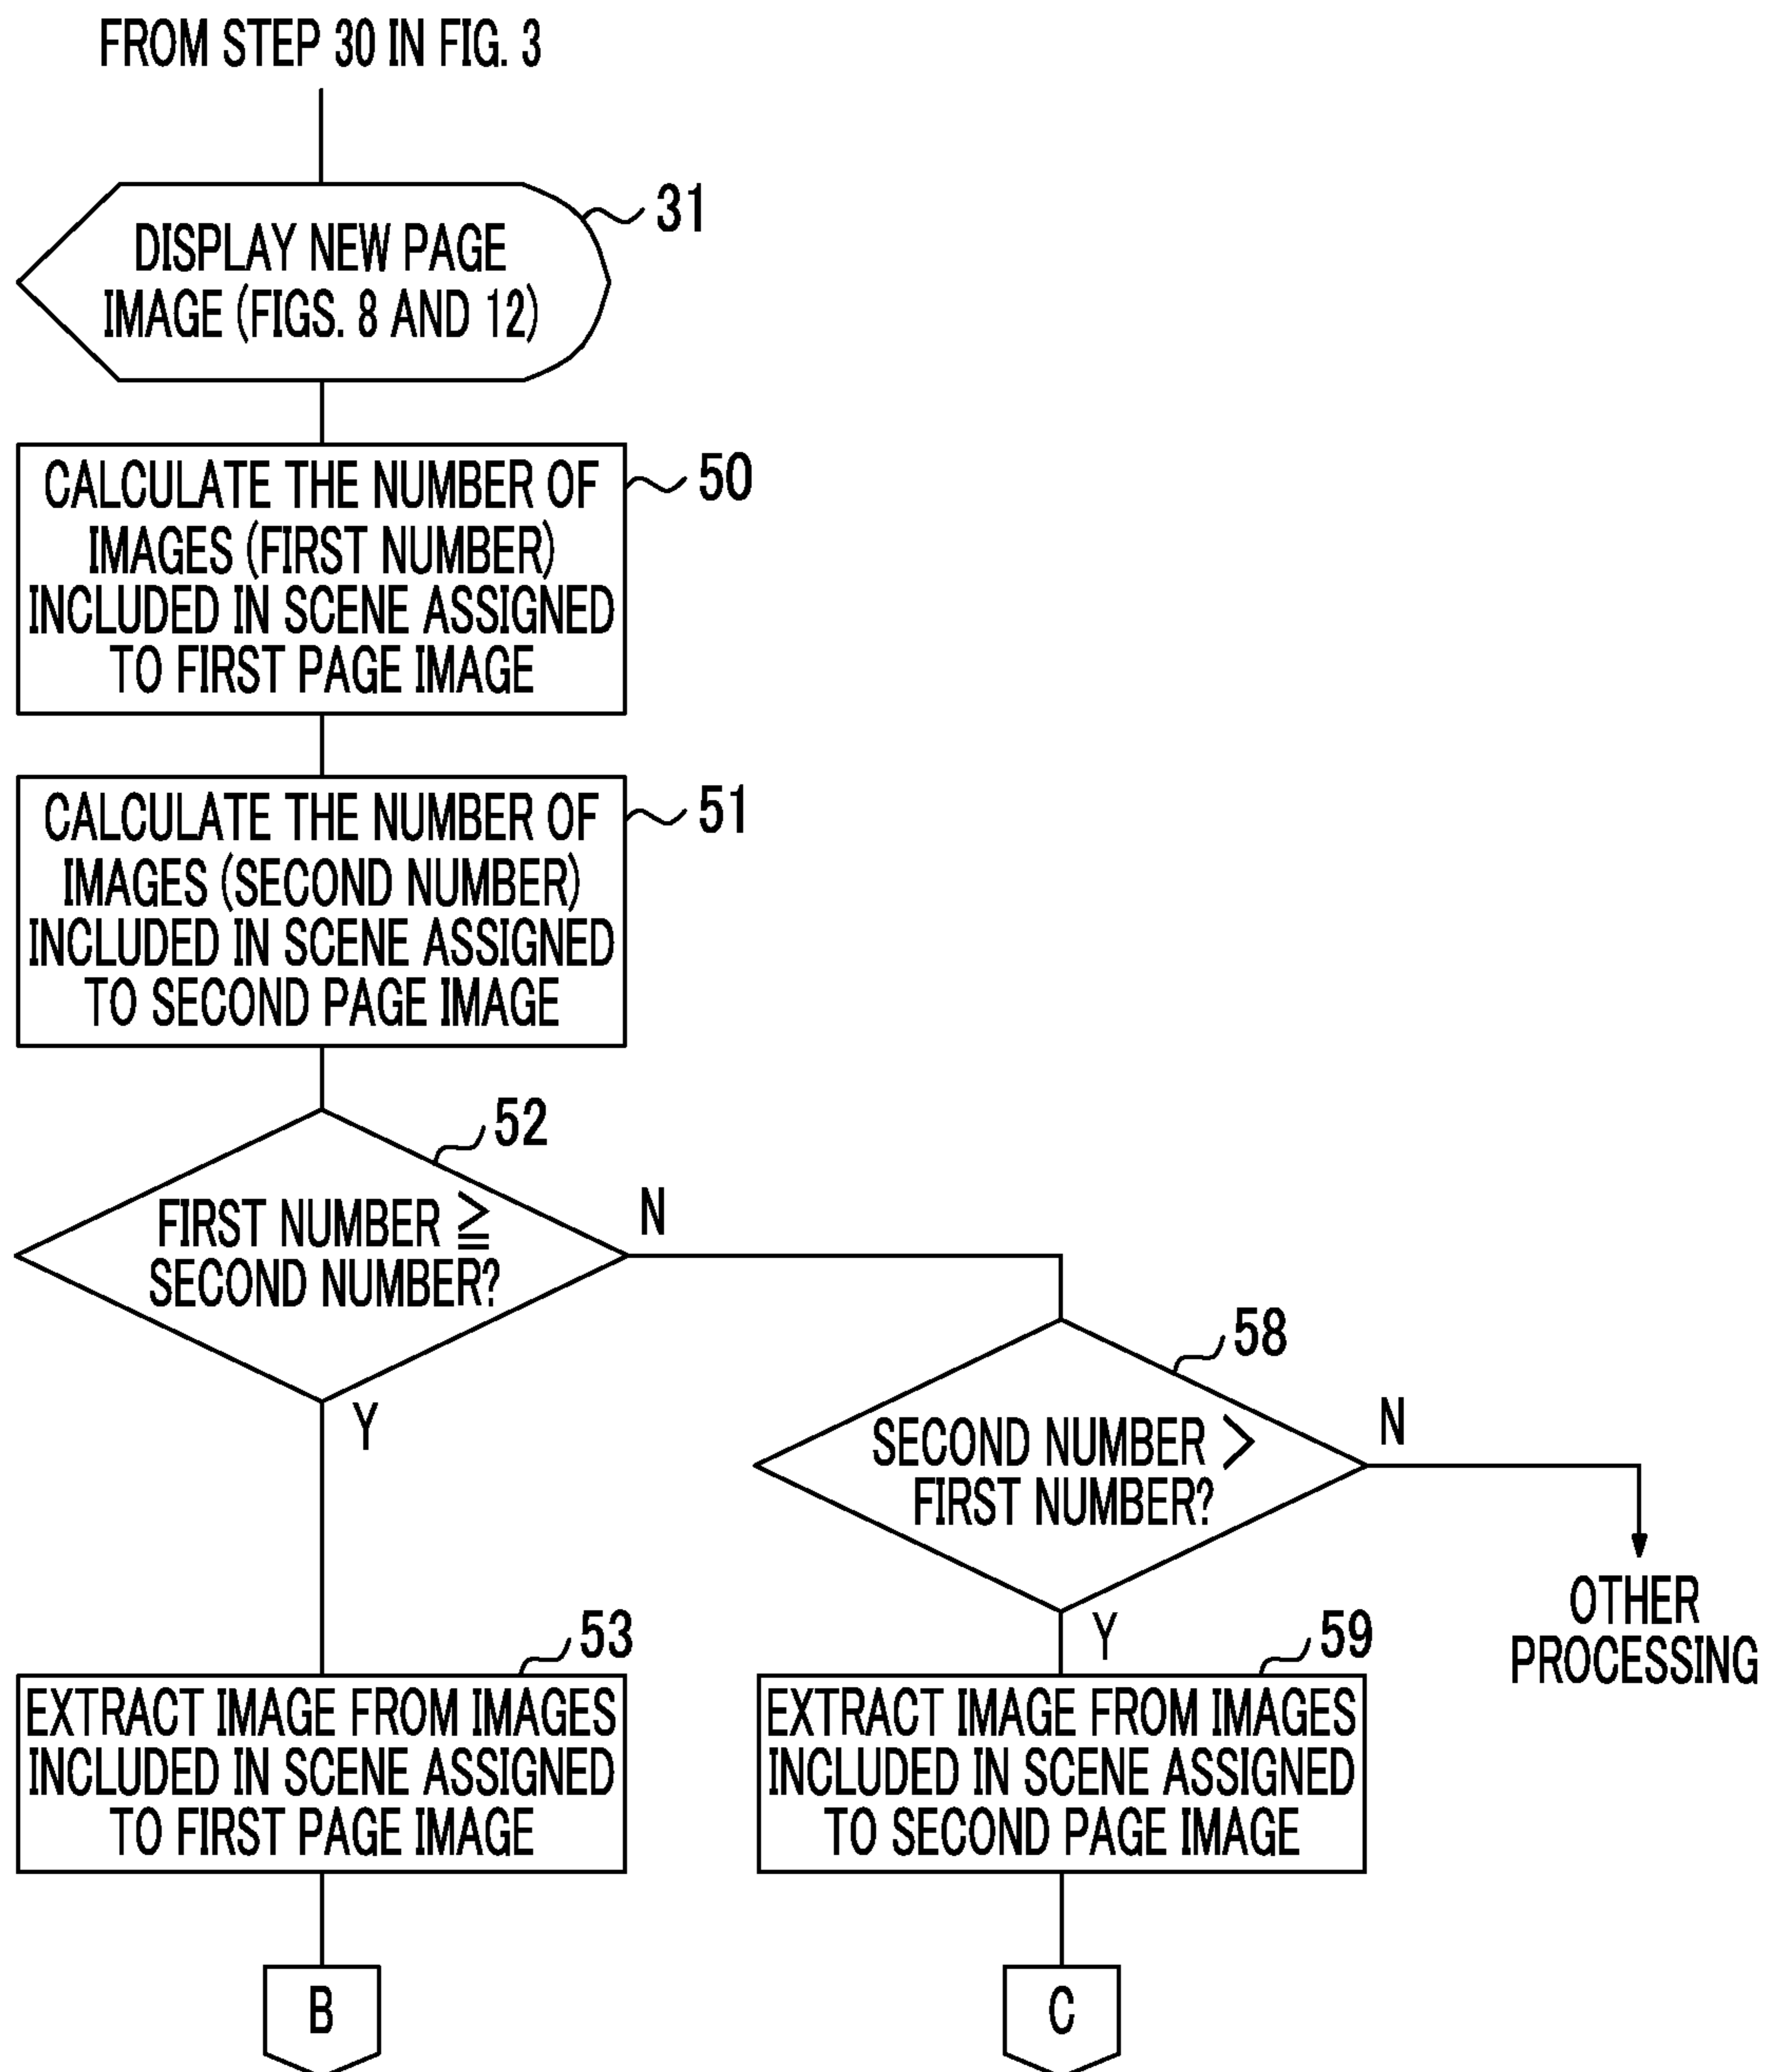 FROM STEP 30 IN FIG. 3
DISPLAY NEW PAGE
IMAGE (FIGS. 8 AND 12)
31
CALCULATE THE NUMBER OF
IMAGES (FIRST NUMBER)
INCLUDED IN SCENE ASSIGNED
TO FIRST PAGE IMAGE
50
CALCULATE THE NUMBER OF
IMAGES (SECOND NUMBER)
INCLUDED IN SCENE ASSIGNED
TO SECOND PAGE IMAGE
51
52
FIRST NUMBER ≧
SECOND NUMBER?
N
Y
58
SECOND NUMBER >
FIRST NUMBER?
N
Y
OTHER
PROCESSING
53
EXTRACT IMAGE FROM IMAGES
INCLUDED IN SCENE ASSIGNED
TO FIRST PAGE IMAGE
59
EXTRACT IMAGE FROM IMAGES
INCLUDED IN SCENE ASSIGNED
TO SECOND PAGE IMAGE
B
C